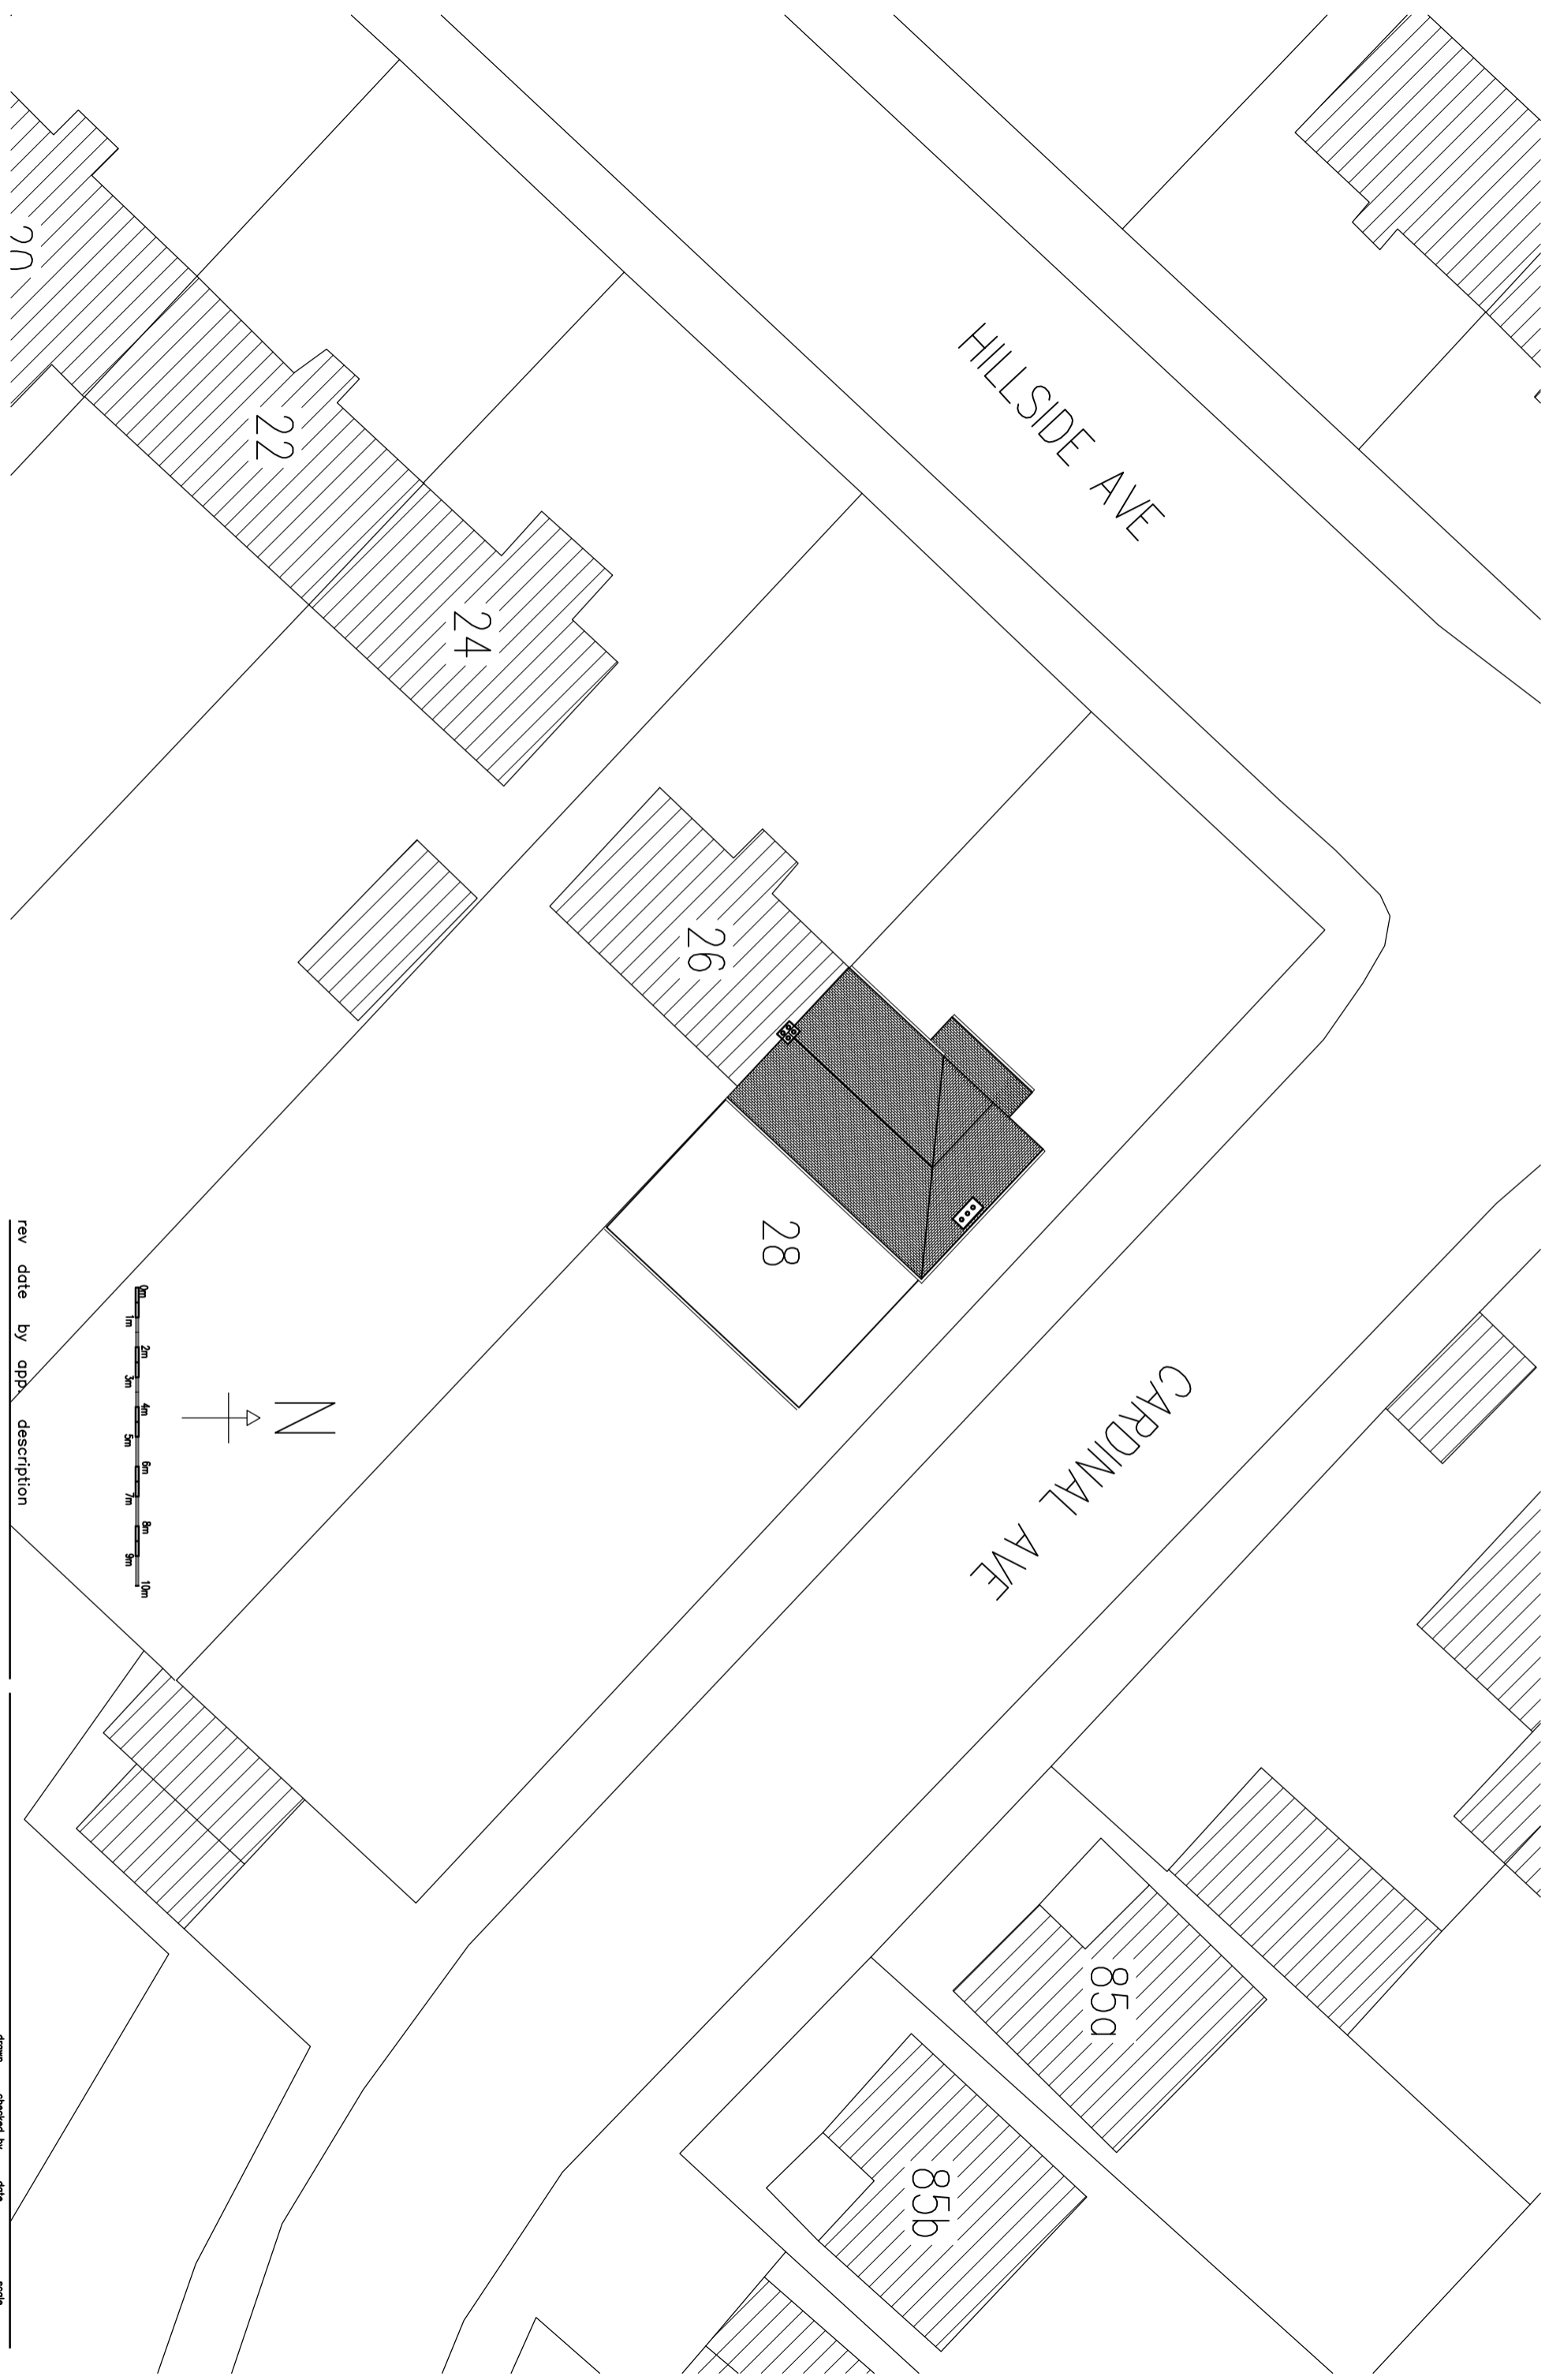 HILLSIDE AVE
22
24
26
28
CARDINAL AVE
85a
85b
N
0m 1m 2m 3m 4m 5m 6m 7m 8m 9m 10m
rev date by app. description